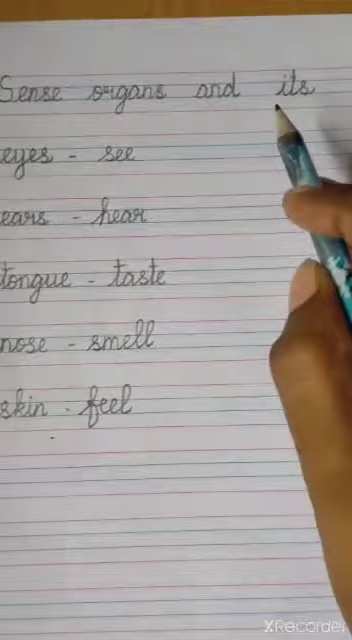 Sense organs and its
eyes - see
ears - hear
tongue - taste
nose - smell
skin - feel
XRecorder